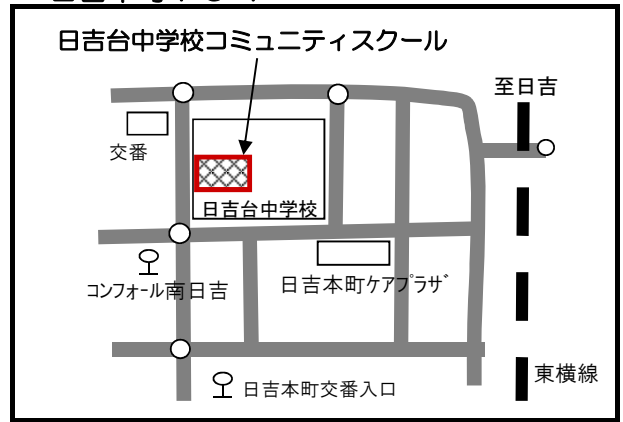 日吉台中学校コミュニティスクール
至日吉
交番
日吉台中学校
コンフォール南日吉
日吉本町ケアプラザ
東横線
日吉本町交番入口